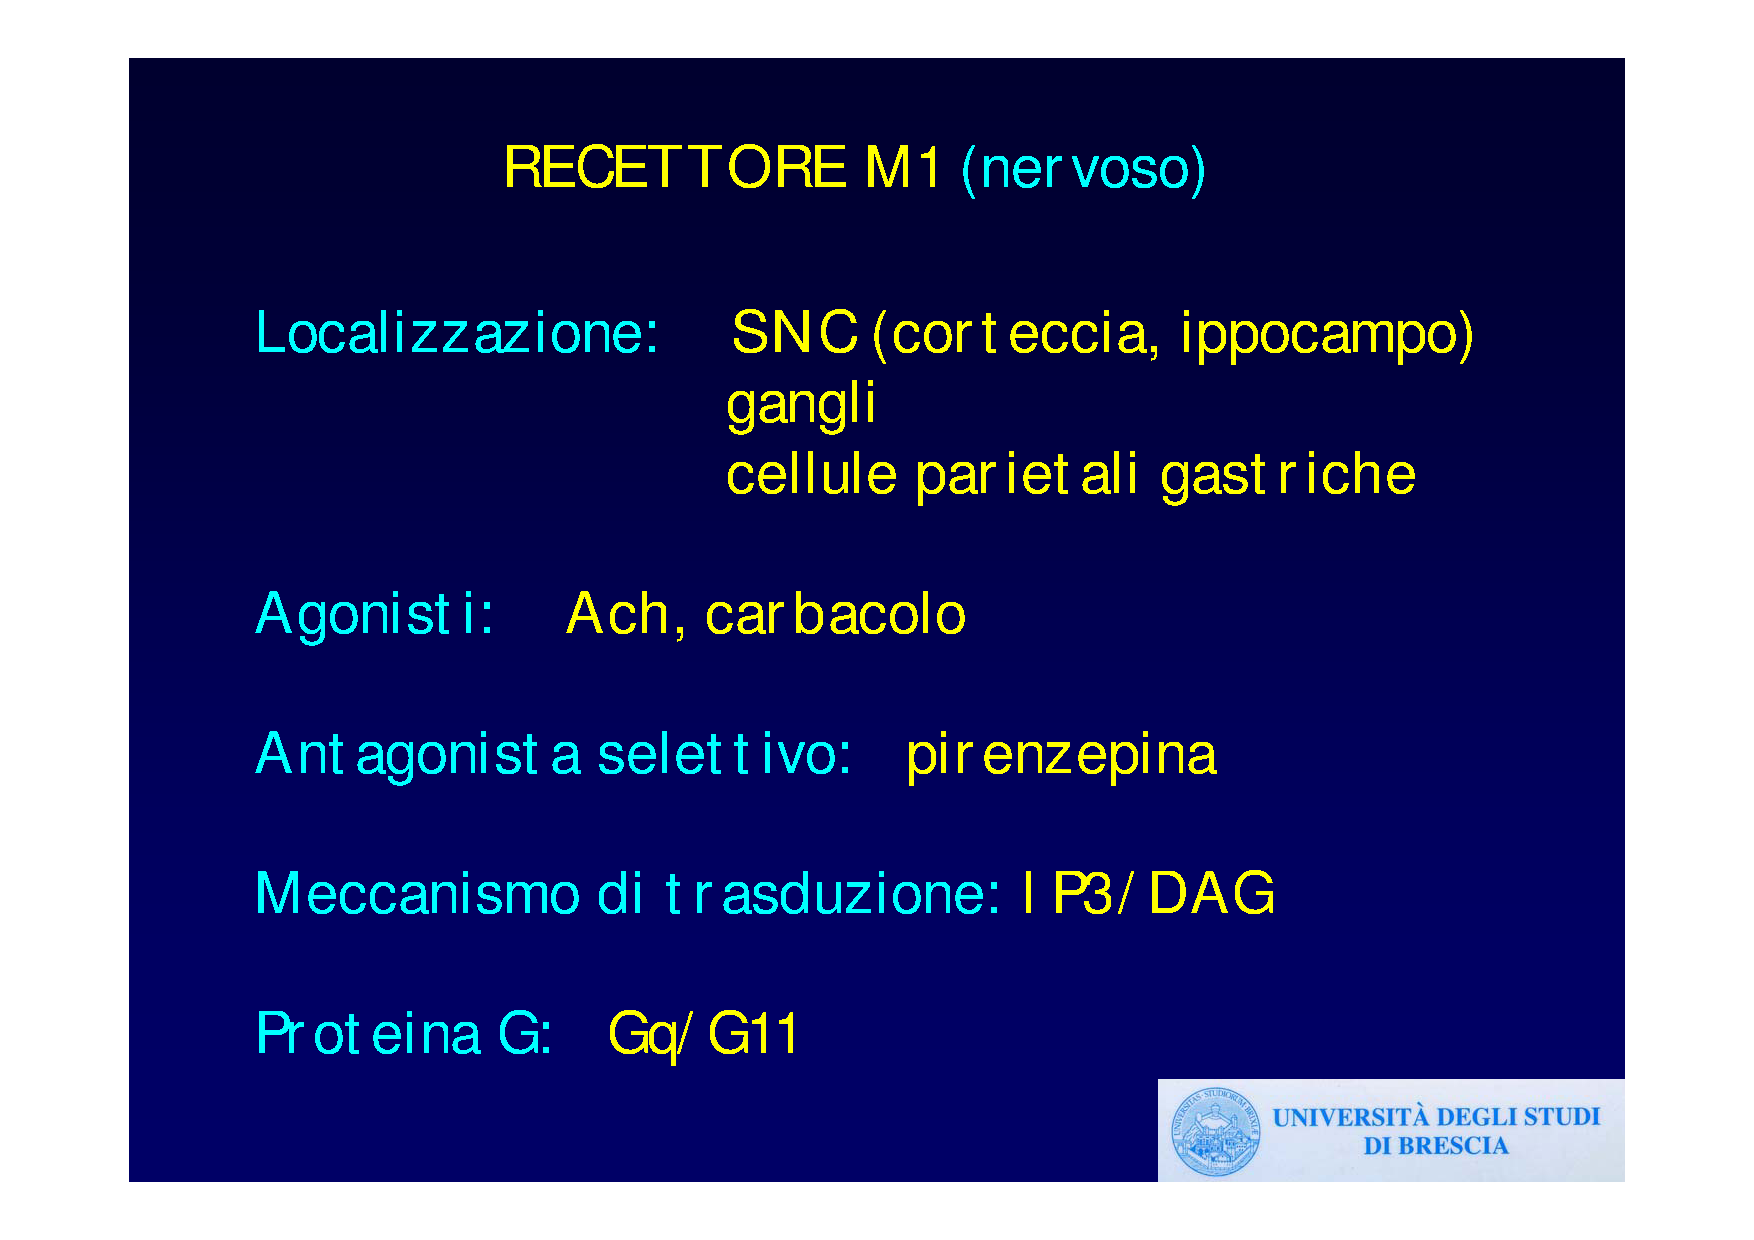 RECETTORE M1 (nervoso)
Localizzazione: SNC (corteccia, ippocampo)
gangli
cellule parietali gastriche
Agonisti: Ach, carbacolo
Antagonista selettivo: pirenzepina
Meccanismo di trasduzione: IP3/DAG
Proteina G: Gq/G11
UNIVERSITÀ DEGLI STUDI
DI BRESCIA